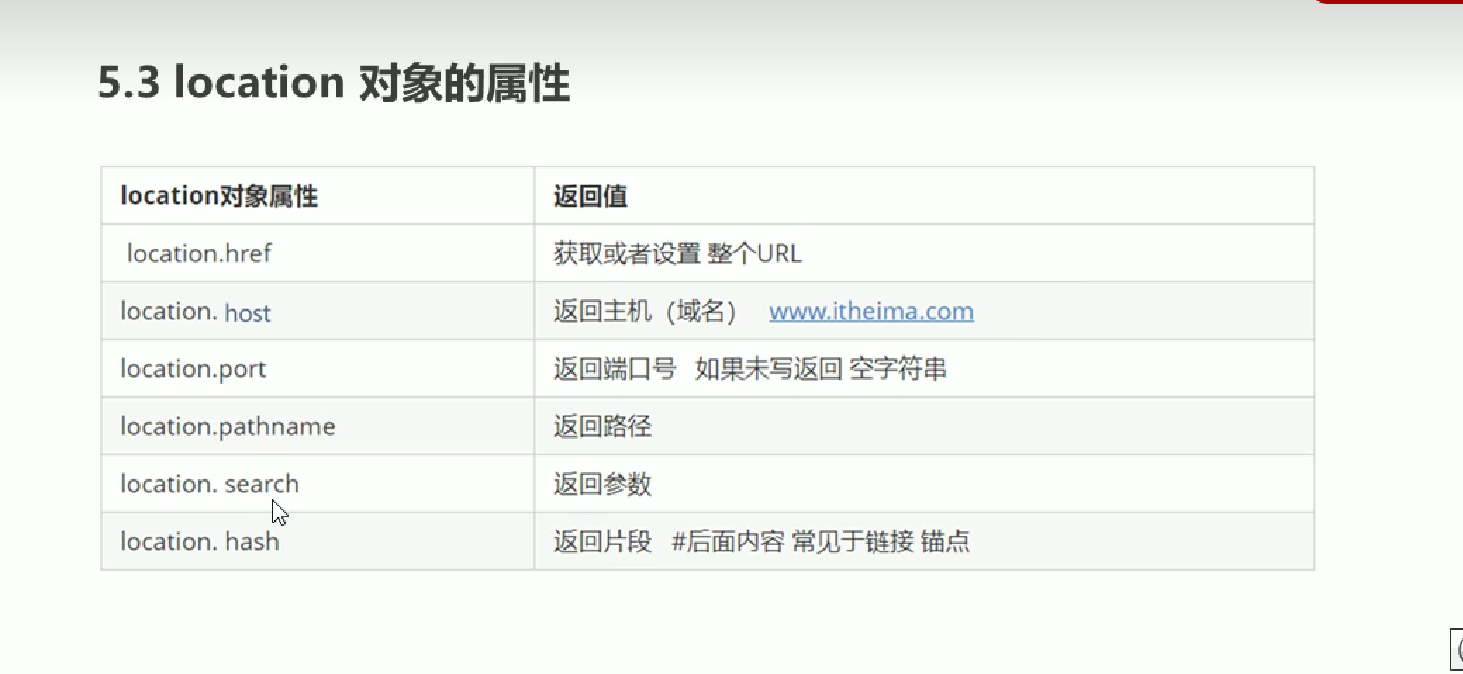 5.3 location 对象的属性
location对象属性 返回值
location.href 获取或者设置 整个URL
location. host 返回主机（域名） www.itheima.com
location.port 返回端口号 如果未写返回 空字符串
location.pathname 返回路径
location. search 返回参数
location. hash 返回片段 #后面内容 常见于链接 锚点